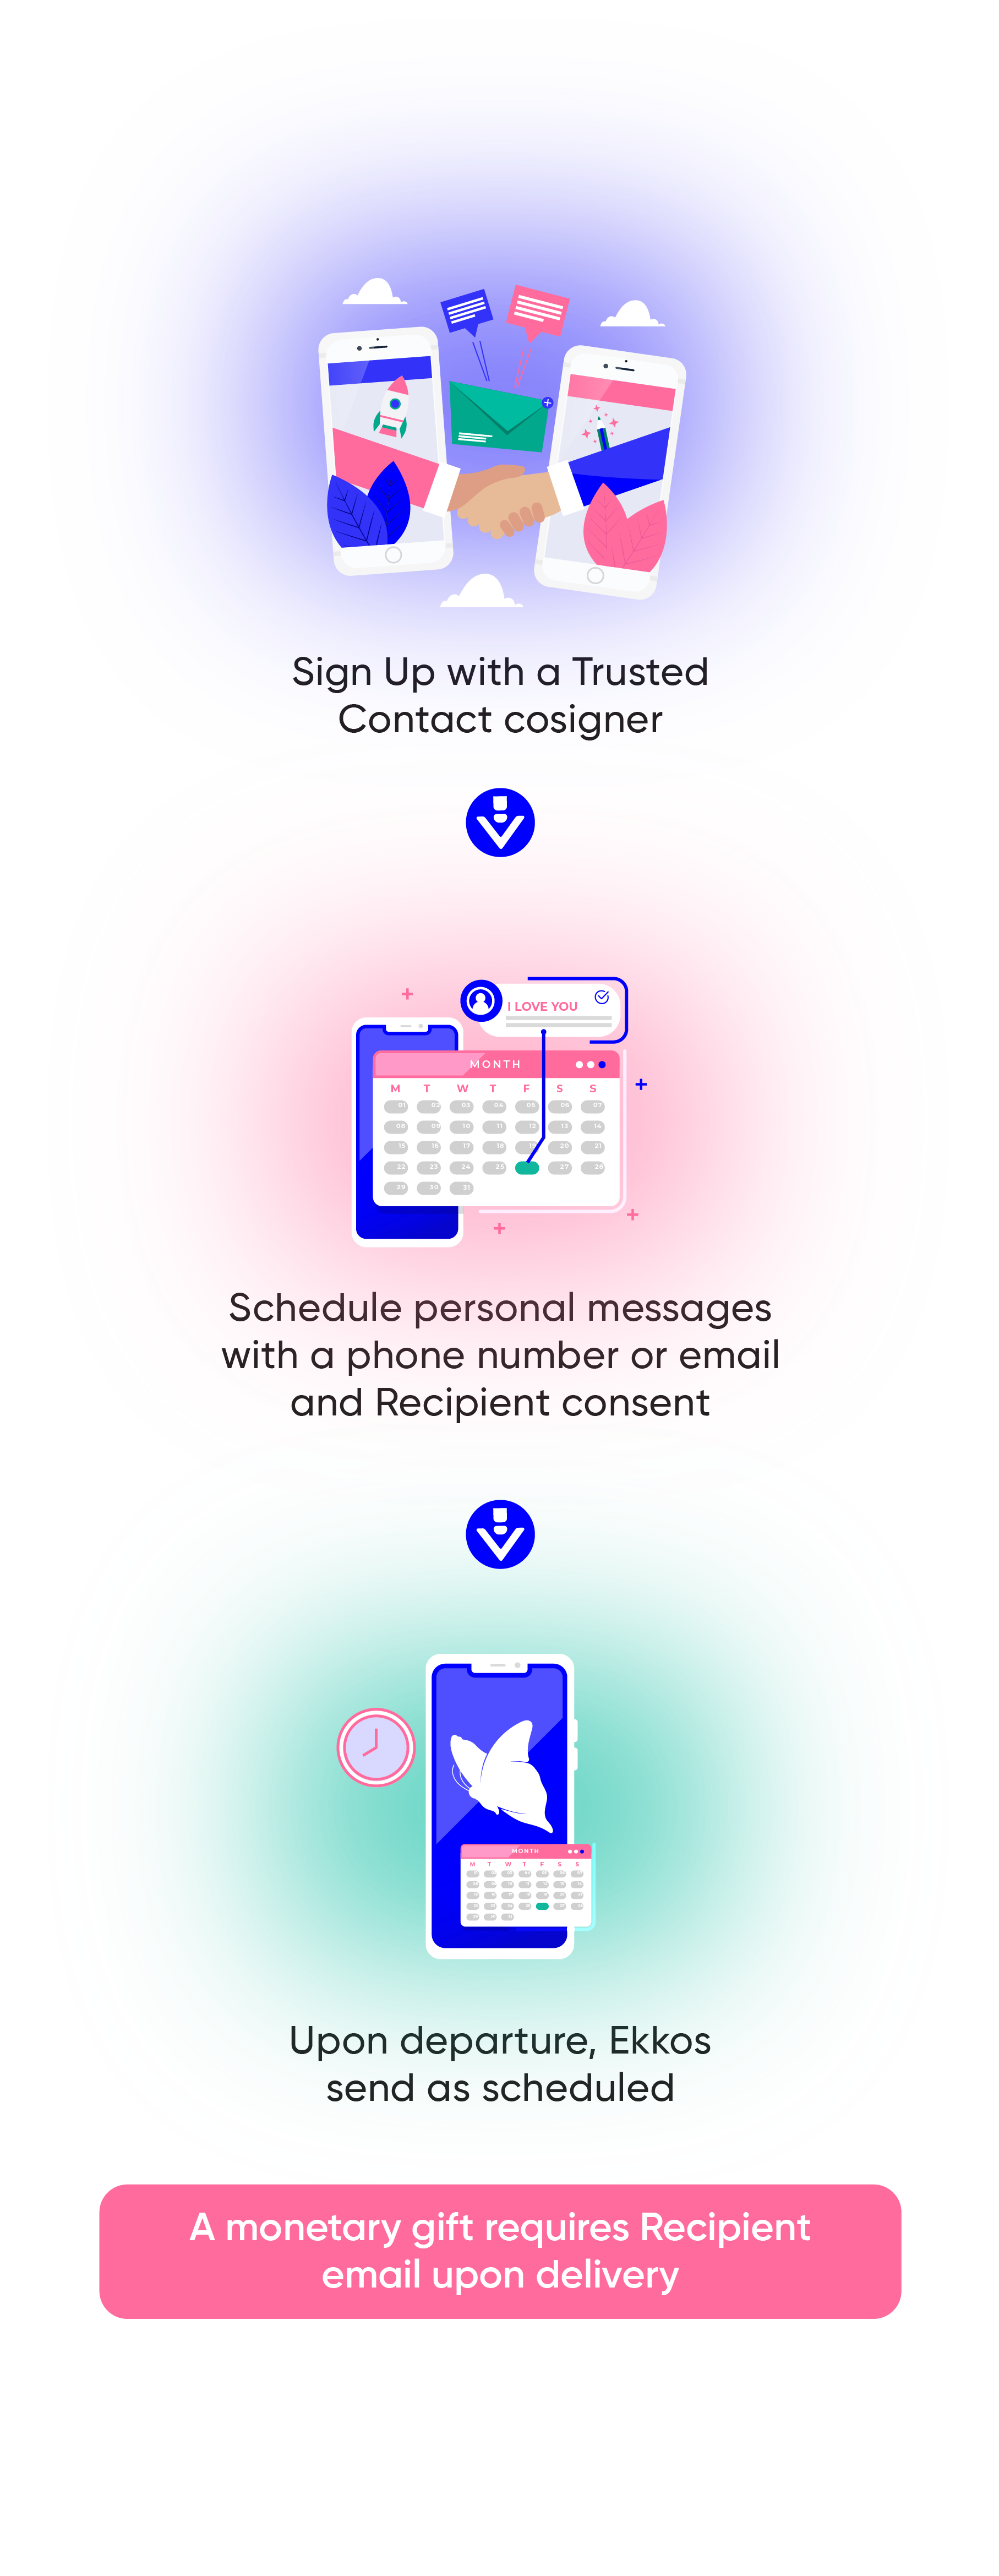 Sign Up with a Trusted
Contact cosigner
I LOVE YOU
MONTH
M T W T F S S
01 02 03 04 05 06 07
08 09 10 11 12 13 14
15 16 17 18 19 20 21
22 23 24 25 27 28
29 30 31
Schedule personal messages
with a phone number or email
and Recipient consent
MONTH
M T W T F S S
Upon departure, Ekkos
send as scheduled
A monetary gift requires Recipient
email upon delivery